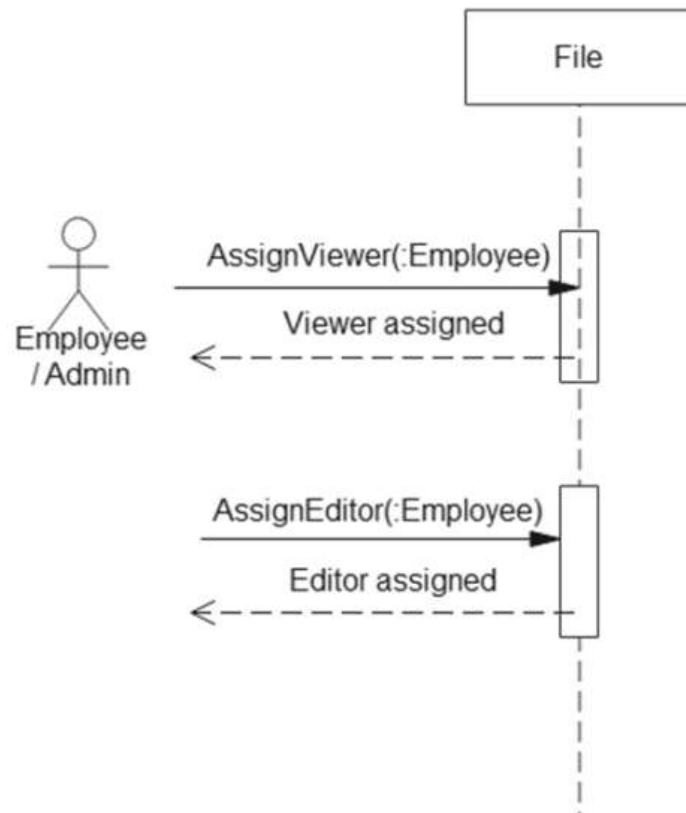 File
AssignViewer(:Employee)
Viewer assigned
Employee
/ Admin
AssignEditor(:Employee)
Editor assigned